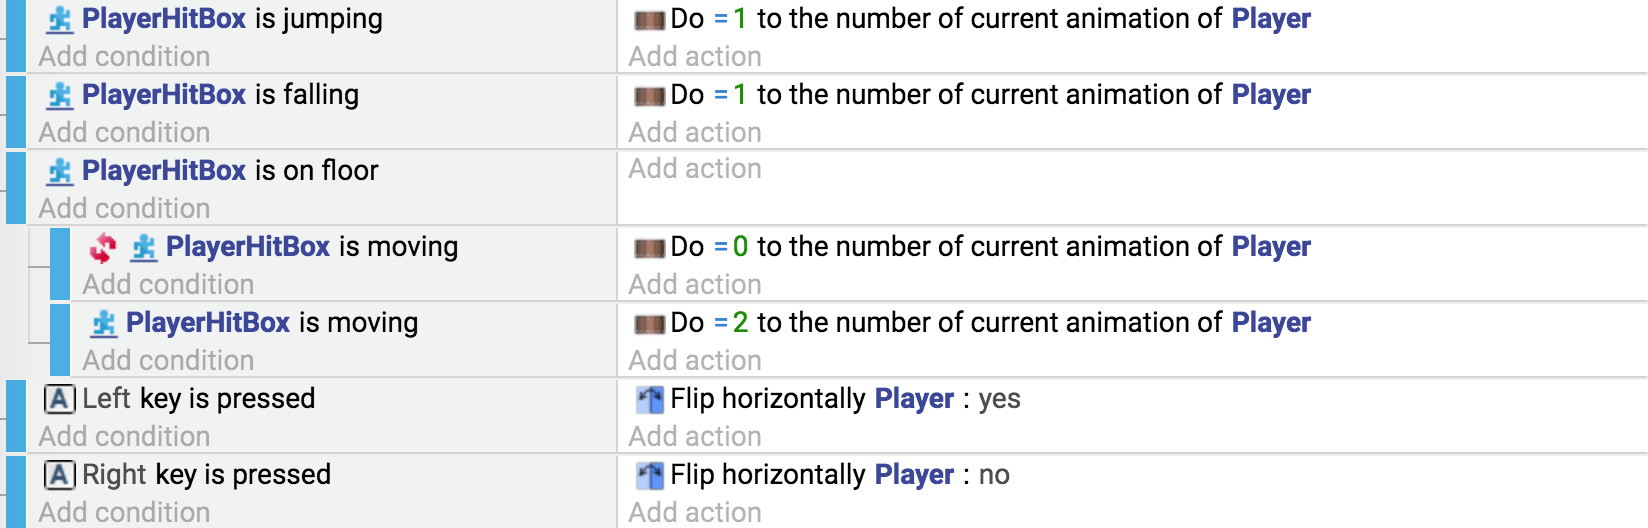 PlayerHitBox is jumping Do =1 to the number of current animation of Player
Add condition Add action
PlayerHitBox is falling Do =1 to the number of current animation of Player
Add condition Add action
PlayerHitBox is on floor Add action
Add condition
PlayerHitBox is moving Do =0 to the number of current animation of Player
Add condition Add action
PlayerHitBox is moving Do =2 to the number of current animation of Player
Add condition Add action
A Left key is pressed Flip horizontally Player : yes
Add condition Add action
A Right key is pressed Flip horizontally Player : no
Add condition Add action